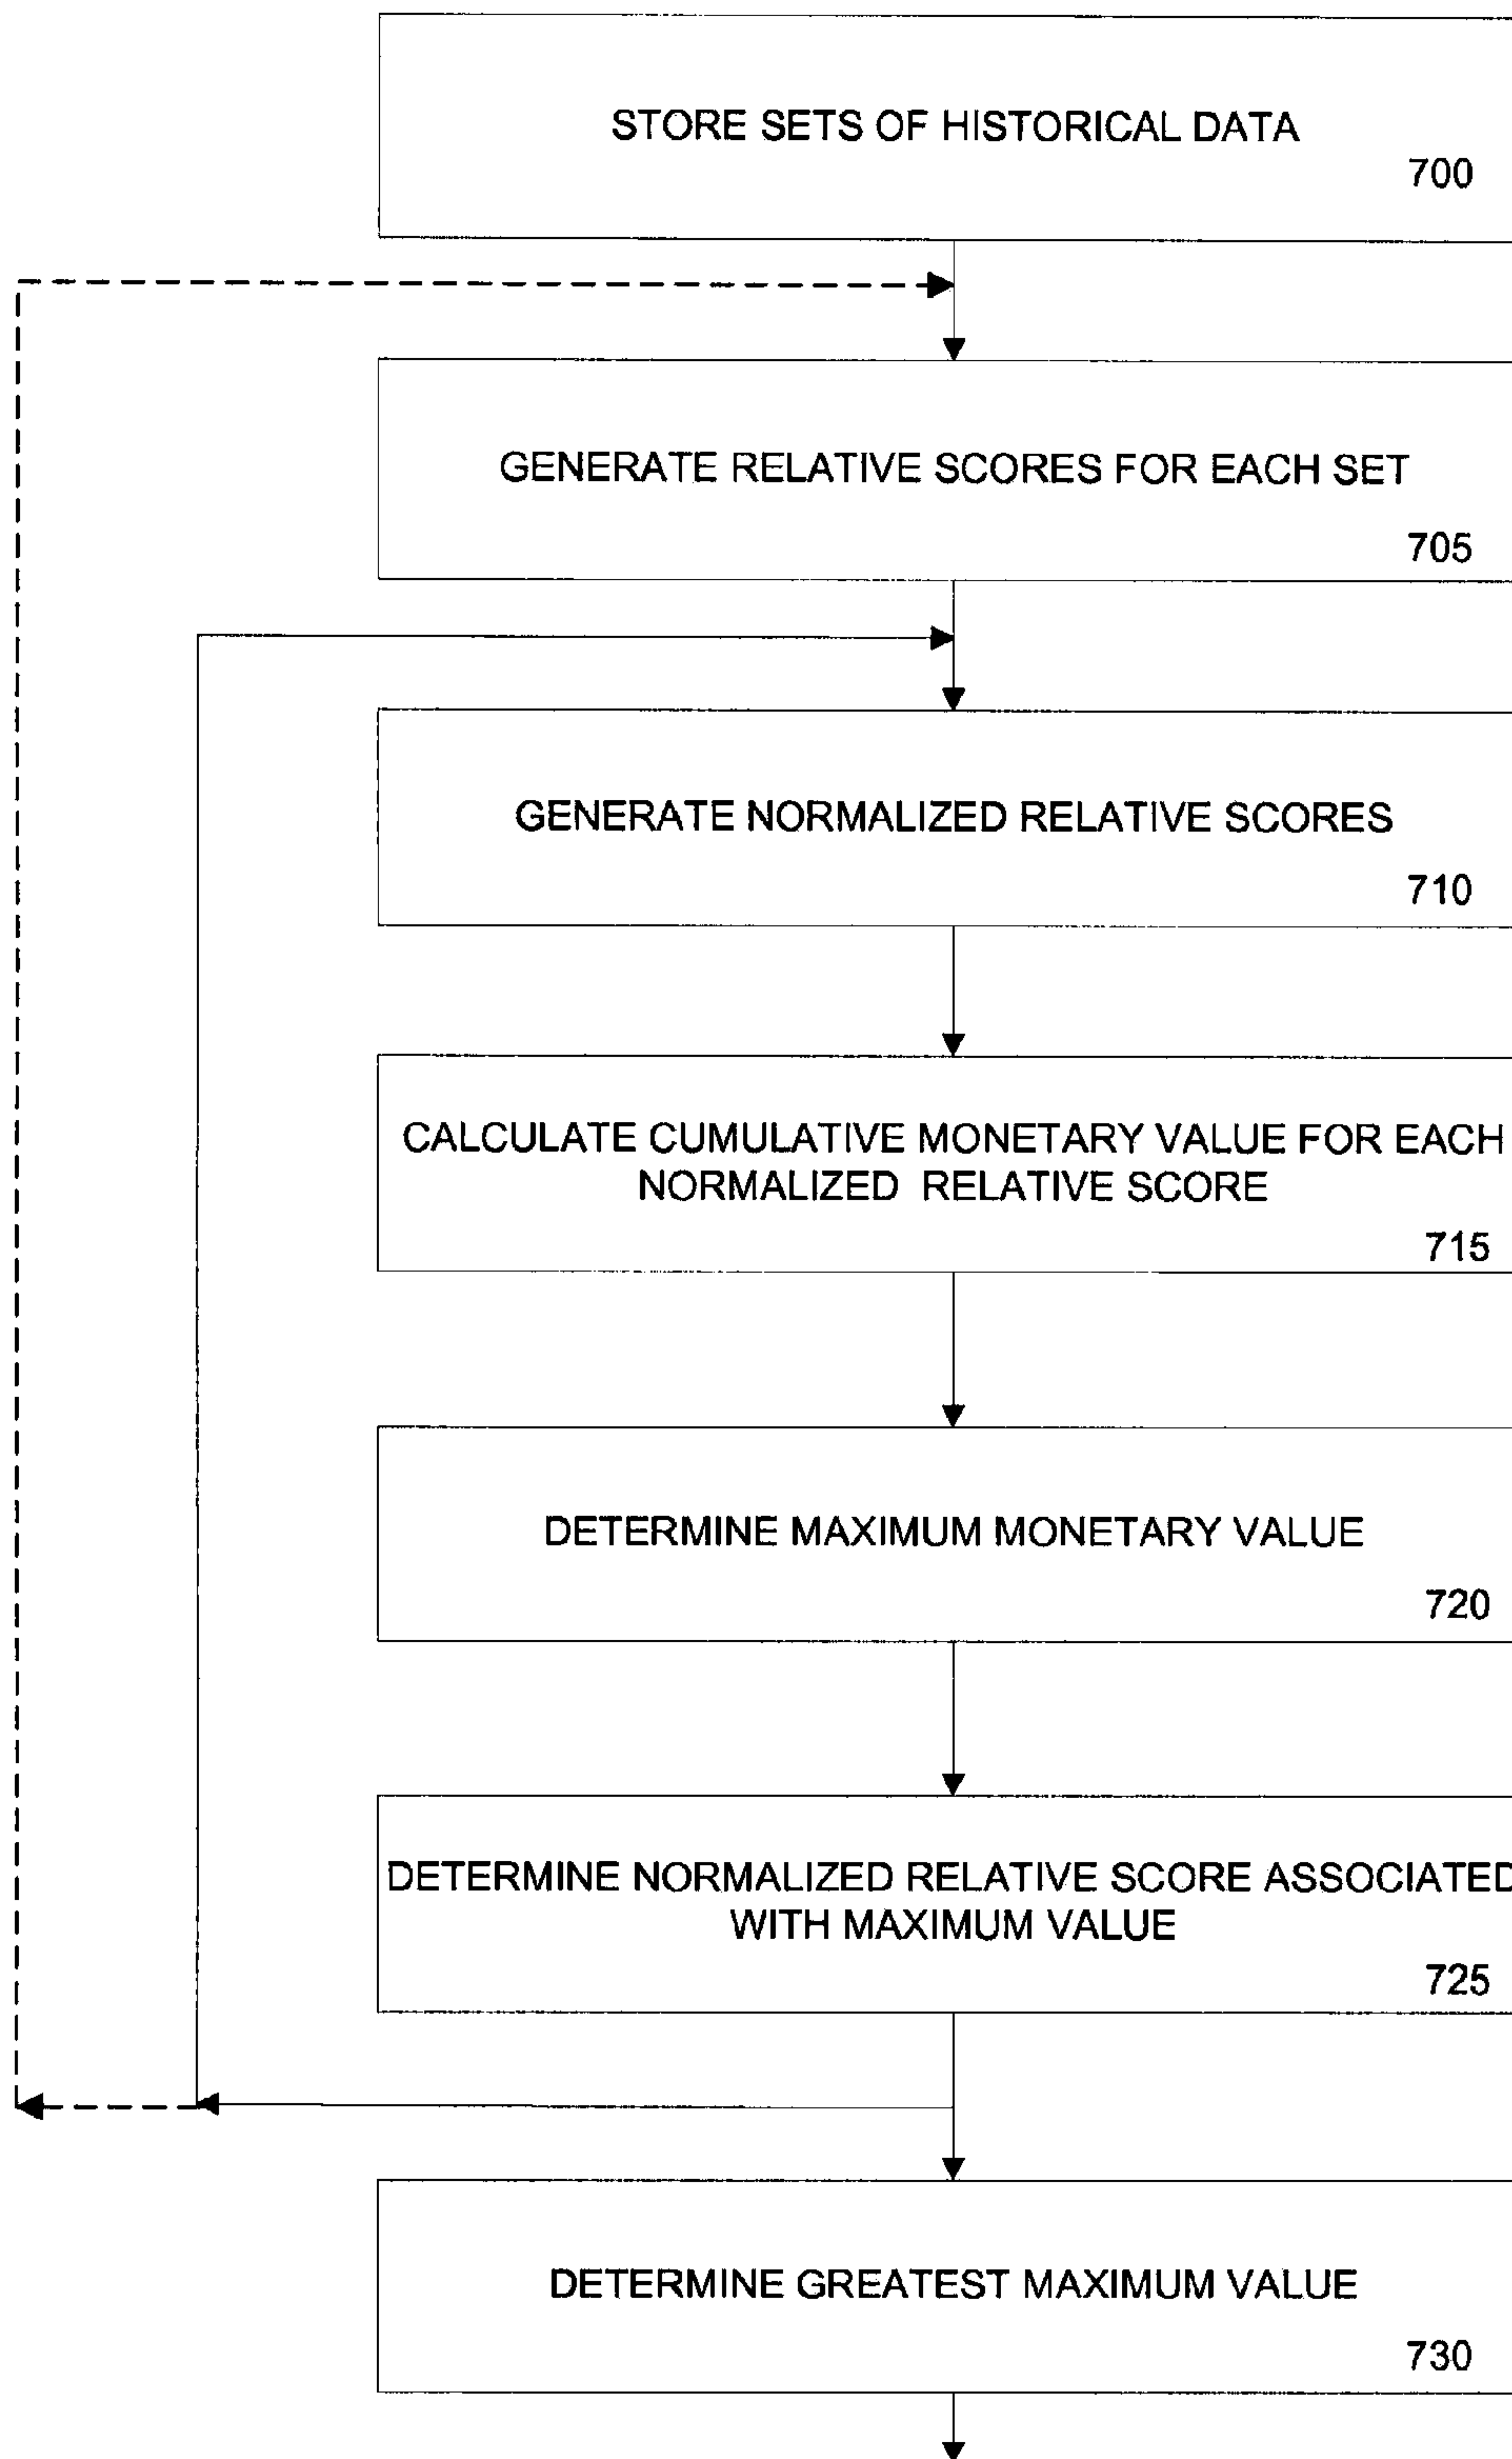 STORE SETS OF HISTORICAL DATA
700
GENERATE RELATIVE SCORES FOR EACH SET
705
GENERATE NORMALIZED RELATIVE SCORES
710
CALCULATE CUMULATIVE MONETARY VALUE FOR EACH
NORMALIZED RELATIVE SCORE
715
DETERMINE MAXIMUM MONETARY VALUE
720
DETERMINE NORMALIZED RELATIVE SCORE ASSOCIATED
WITH MAXIMUM VALUE
725
DETERMINE GREATEST MAXIMUM VALUE
730